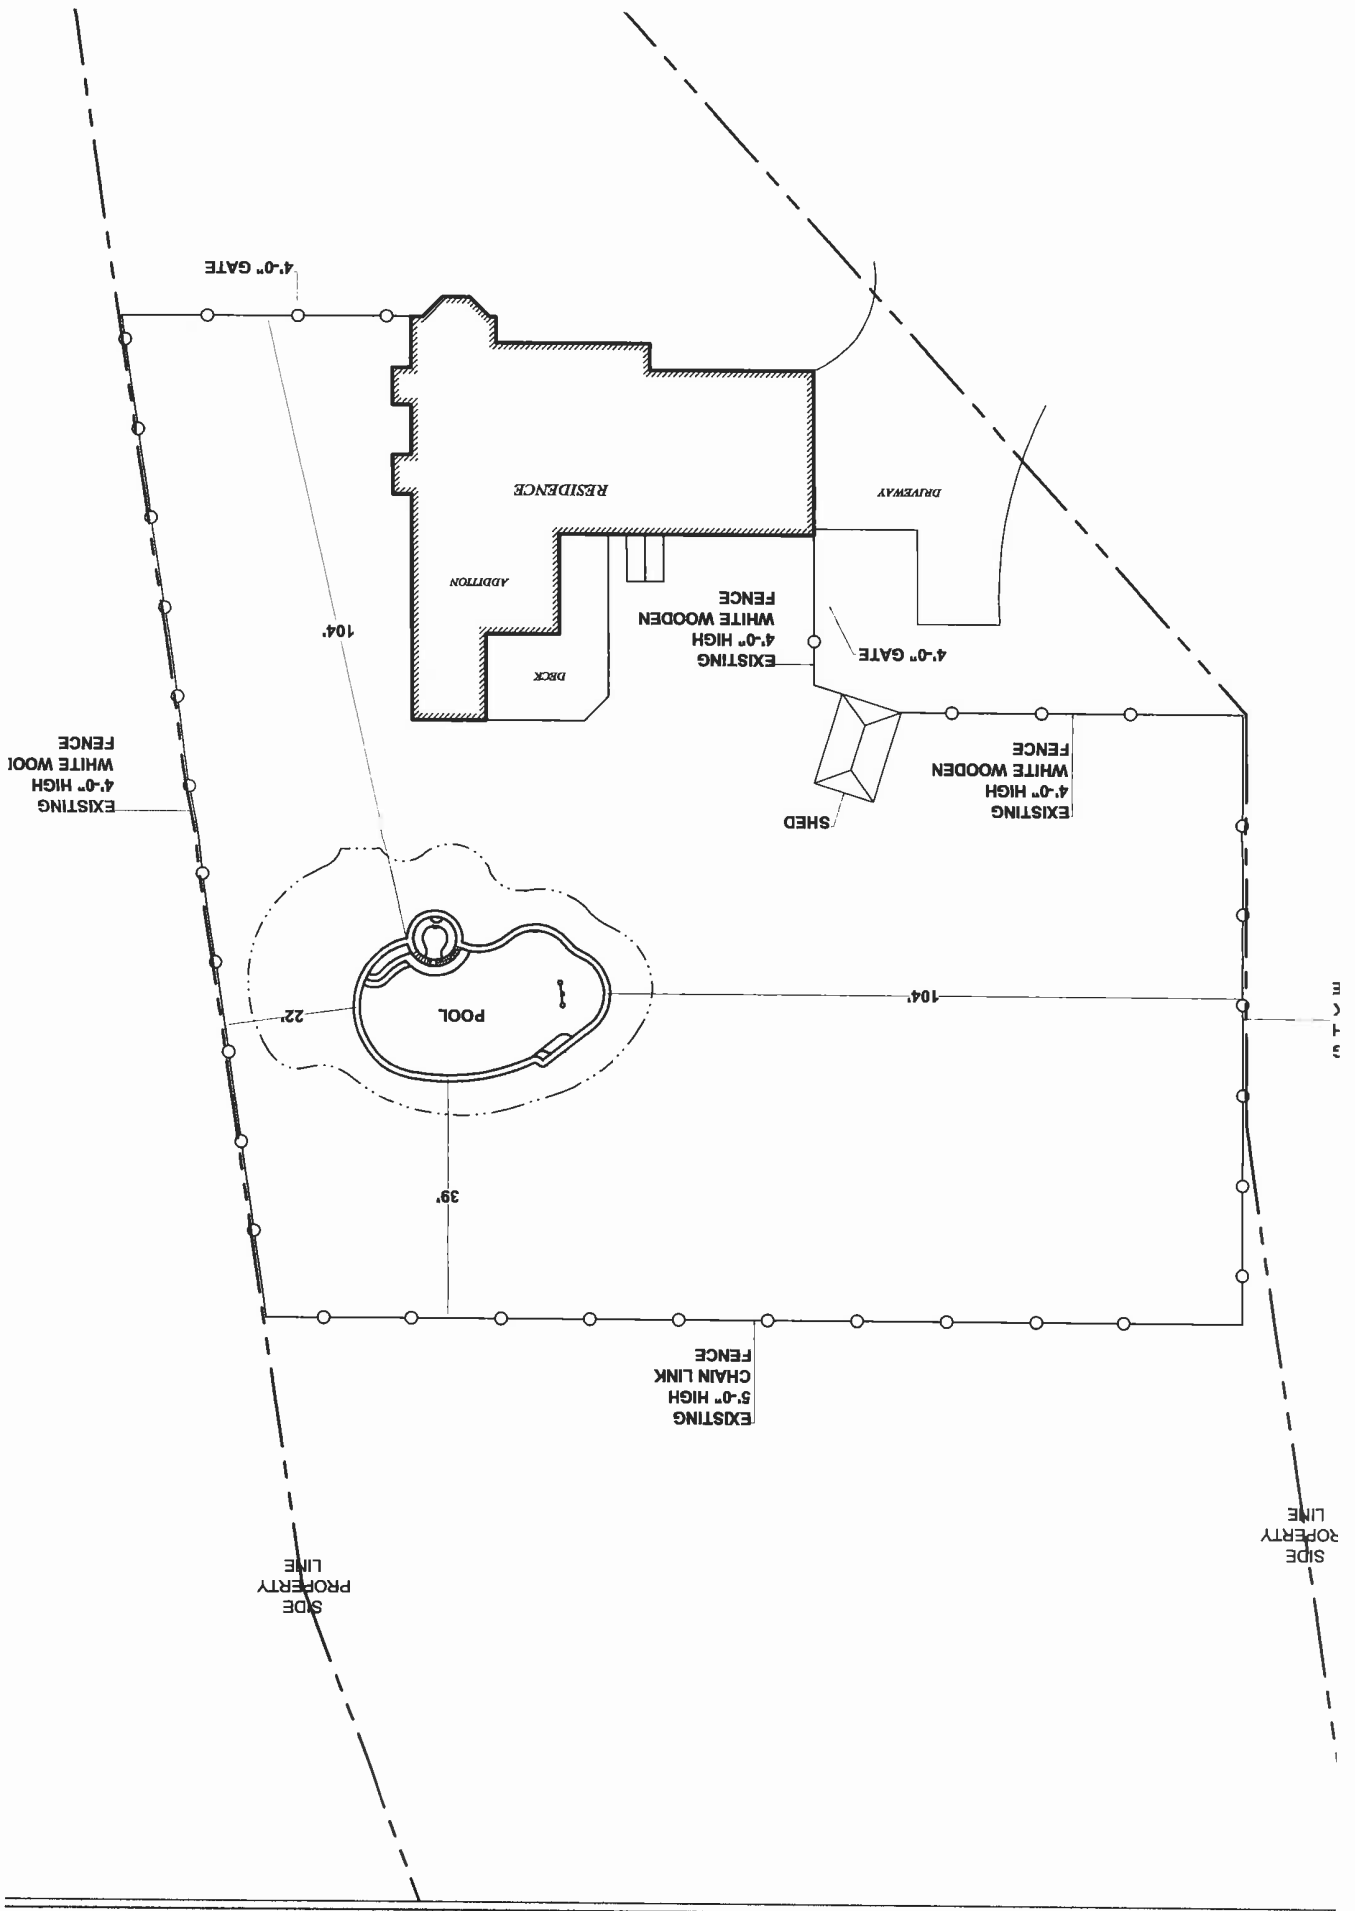 SIDE
PROPERTY
LINE
SIDE
LINE
EXISTING
5'-0" HIGH
CHAIN LINK
FENCE
39'
22'
POOL
104'
SHED
EXISTING
4'-0" HIGH
WHITE WOODEN
FENCE
EXISTING
4'-0" HIGH
WHITE
FENCE
4'-0" GATE
EXISTING
4'-0" HIGH
WHITE WOODEN
FENCE
DECK
104'
ADDITION
RESIDENCE
DRIVEWAY
4'-0" GATE